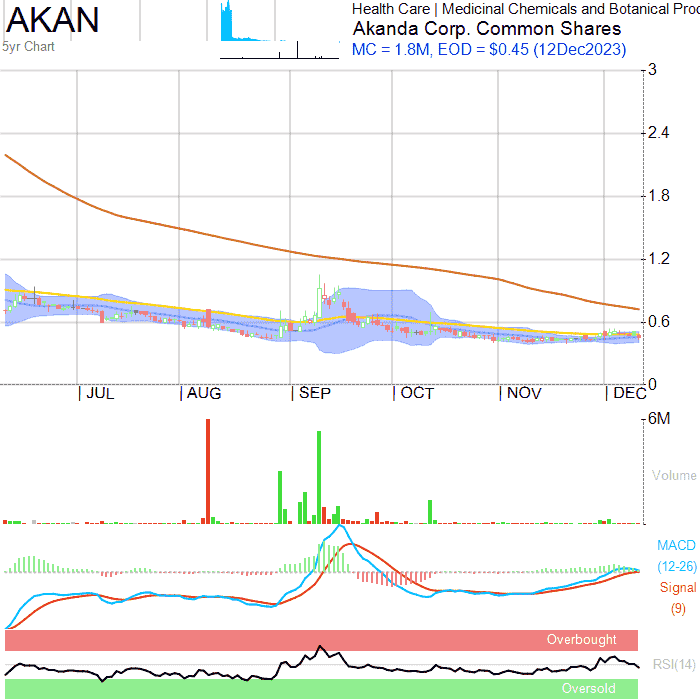 AKAN
5yr Chart
Health Care | Medicinal Chemicals and Botanical Proc
Akanda Corp. Common Shares
MC = 1.8M, EOD = $0.45 (12Dec2023)
3
2.4
1.8
1.2
0.6
0
| JUL | AUG | SEP | OCT | NOV | DEC
6M
Volume
MACD
(12-26)
Signal
(9)
Overbought
RSI(14)
Oversold